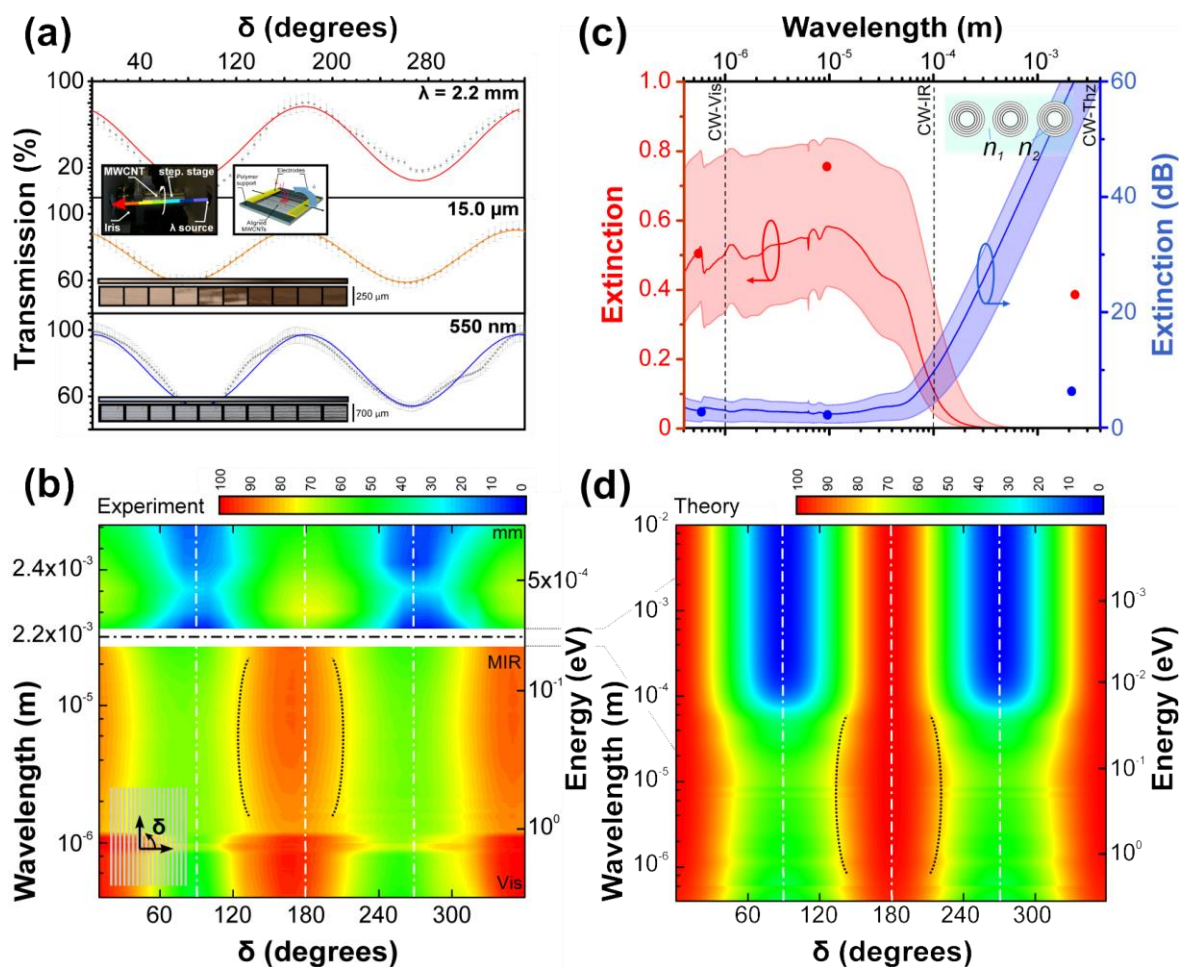 (a)
δ (degrees)
40 120 200 280
Transmission (%)
100
20
100
60
100
60
λ = 2.2 mm
MWCNT step. stage
Iris λ source
Polymer support
Electrodes
Aligned MWCNTs
15.0 μm
250 μm
550 nm
700 μm
(c)
Wavelength (m)
10⁻⁶ 10⁻⁵ 10⁻⁴ 10⁻³
Extinction
1.0
0.8
0.6
0.4
0.2
0
CW-Vis
CW-IR
CW-Thz
n₁ n₂
60
40
20
0
Extinction (dB)
(b)
Experiment
100 90 80 70 60 50 40 30 20 10 0
mm
2.4x10⁻³
2.2x10⁻³
5x10⁻⁴
MIR
10⁻⁵
10⁻¹
10⁰
10⁻⁶
δ
Vis
Wavelength (m)
Energy (eV)
60 120 180 240 300
δ (degrees)
(d)
Theory
100 90 80 70 60 50 40 30 20 10 0
10⁻²
10⁻³
10⁻⁴
10⁻⁵
10⁻⁶
Wavelength (m)
10⁻³
10⁻²
10⁻¹
10⁰
Energy (eV)
60 120 180 240 300
δ (degrees)